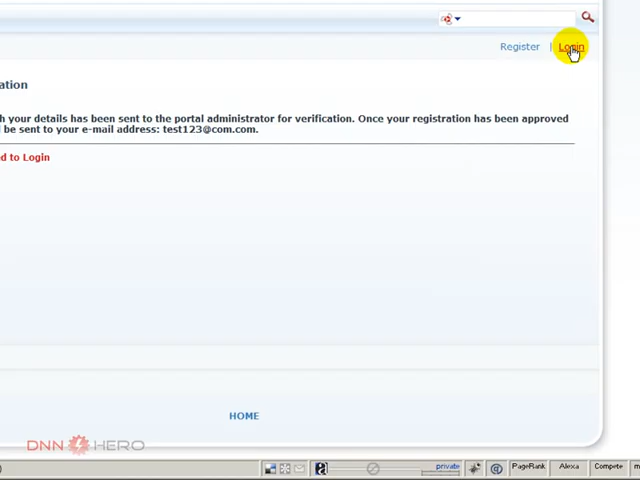 Register | Login
ation
h your details has been sent to the portal administrator for verification. Once your registration has been approved
l be sent to your e-mail address: test123@com.com.
ed to Login
HOME
DNN HERO
) private @ PageRank Alexa Compete m